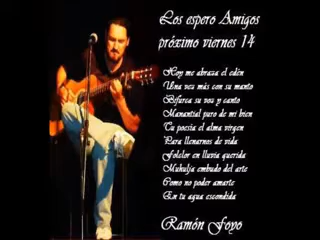 Los espero Amigos
próximo viernes 14
Hoy me abraza el edén
Una vez más con su manto
Bifurca su voz y canto
Manantial puro de mi bien
Tu poesía el alma virgen
Para llenarnos de vida
Folclor en lluvia querida
embudo del arte
Como no poder amarte
En tu agua escondida
Ramón Foyo